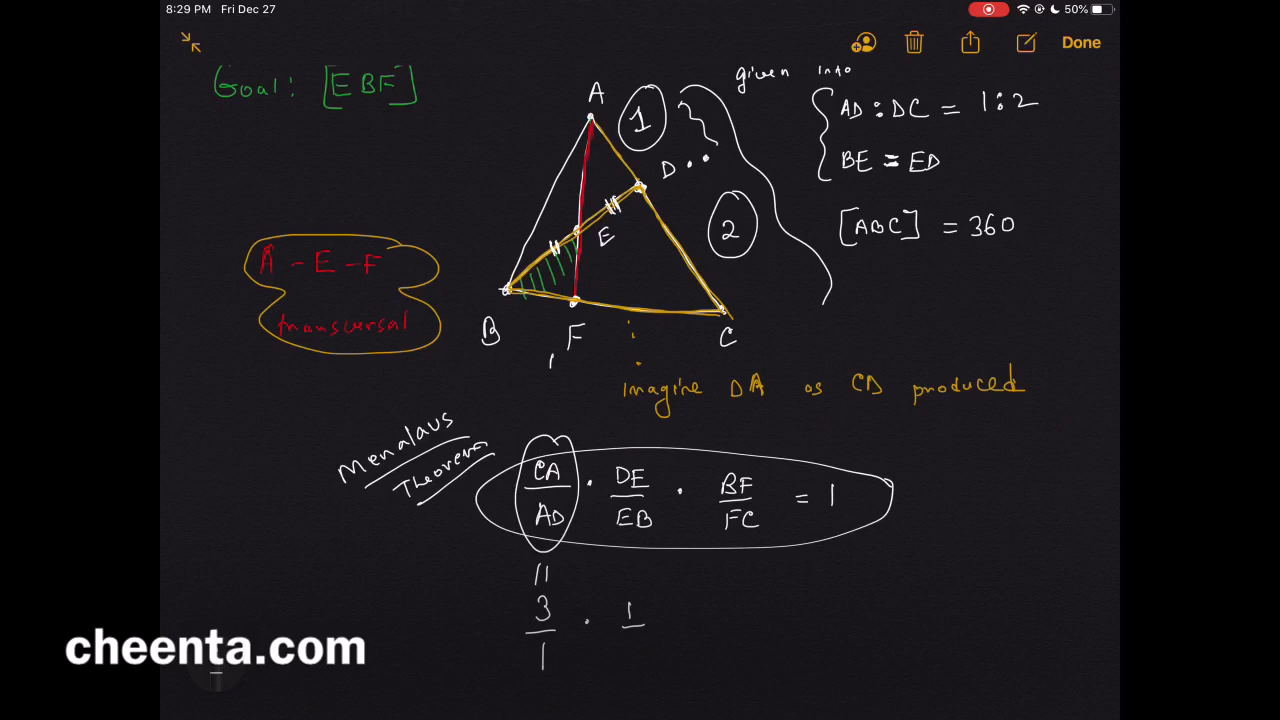 8:29 PM Fri Dec 27
50%
Done
Goal: [EBF]
given info
AD : DC = 1:2
BE = ED
[ABC] = 360
A
1
D
2
E
B
F
C
A - E - F
transversal
imagine DA as CD produced
Menalaus
Theorem
CA/AD · DE/EB · BF/FC = 1
11
3/1 · 1
cheenta.com